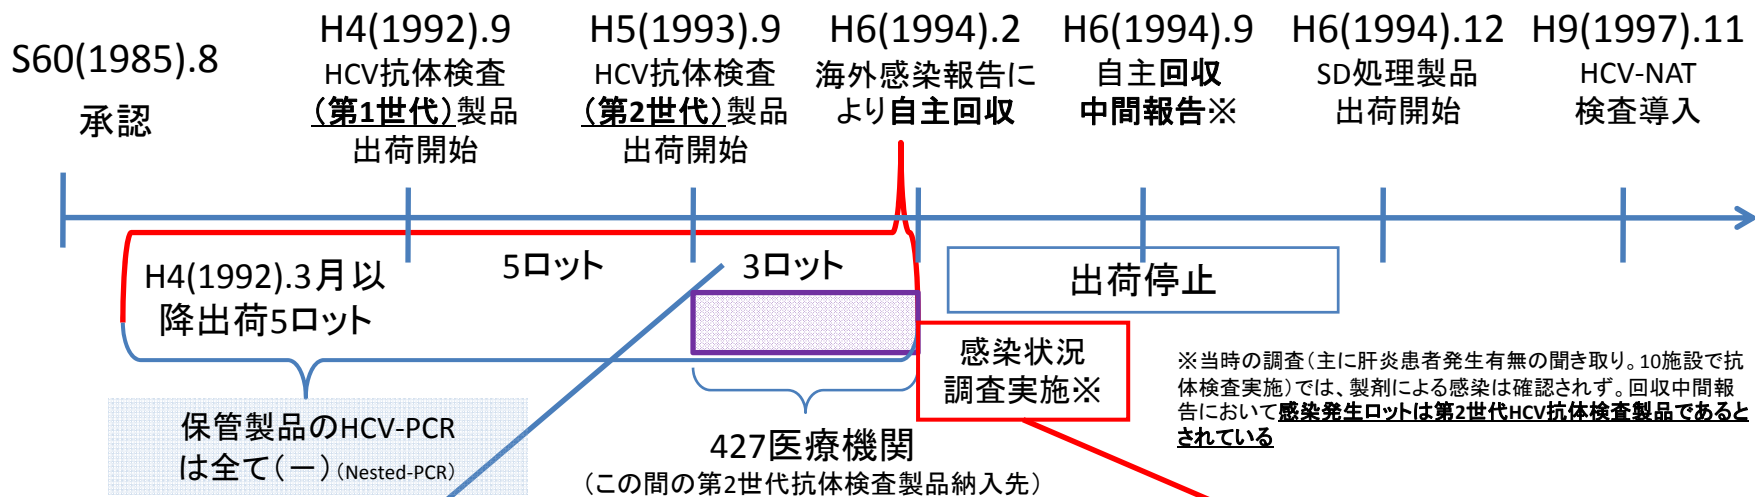 S60(1985).8
承認
H4(1992).9
HCV抗体検査
(第1世代)製品
出荷開始
H5(1993).9
HCV抗体検査
(第2世代)製品
出荷開始
H6(1994).2
海外感染報告に
より自主回収
H6(1994).9
自主回収
中間報告※
H6(1994).12
SD処理製品
出荷開始
H9(1997).11
HCV-NAT
検査導入
H4(1992).3月以
降出荷5ロット
5ロット
3ロット
出荷停止
保管製品のHCV-PCR
は全て(－)(Nested-PCR)
427医療機関
(この間の第2世代抗体検査製品納入先)
感染状況
調査実施※
※当時の調査(主に肝炎患者発生有無の聞き取り。10施設で抗
体検査実施)では、製剤による感染は確認されず。回収中間報
告において感染発生ロットは第2世代HCV抗体検査製品であると
されている